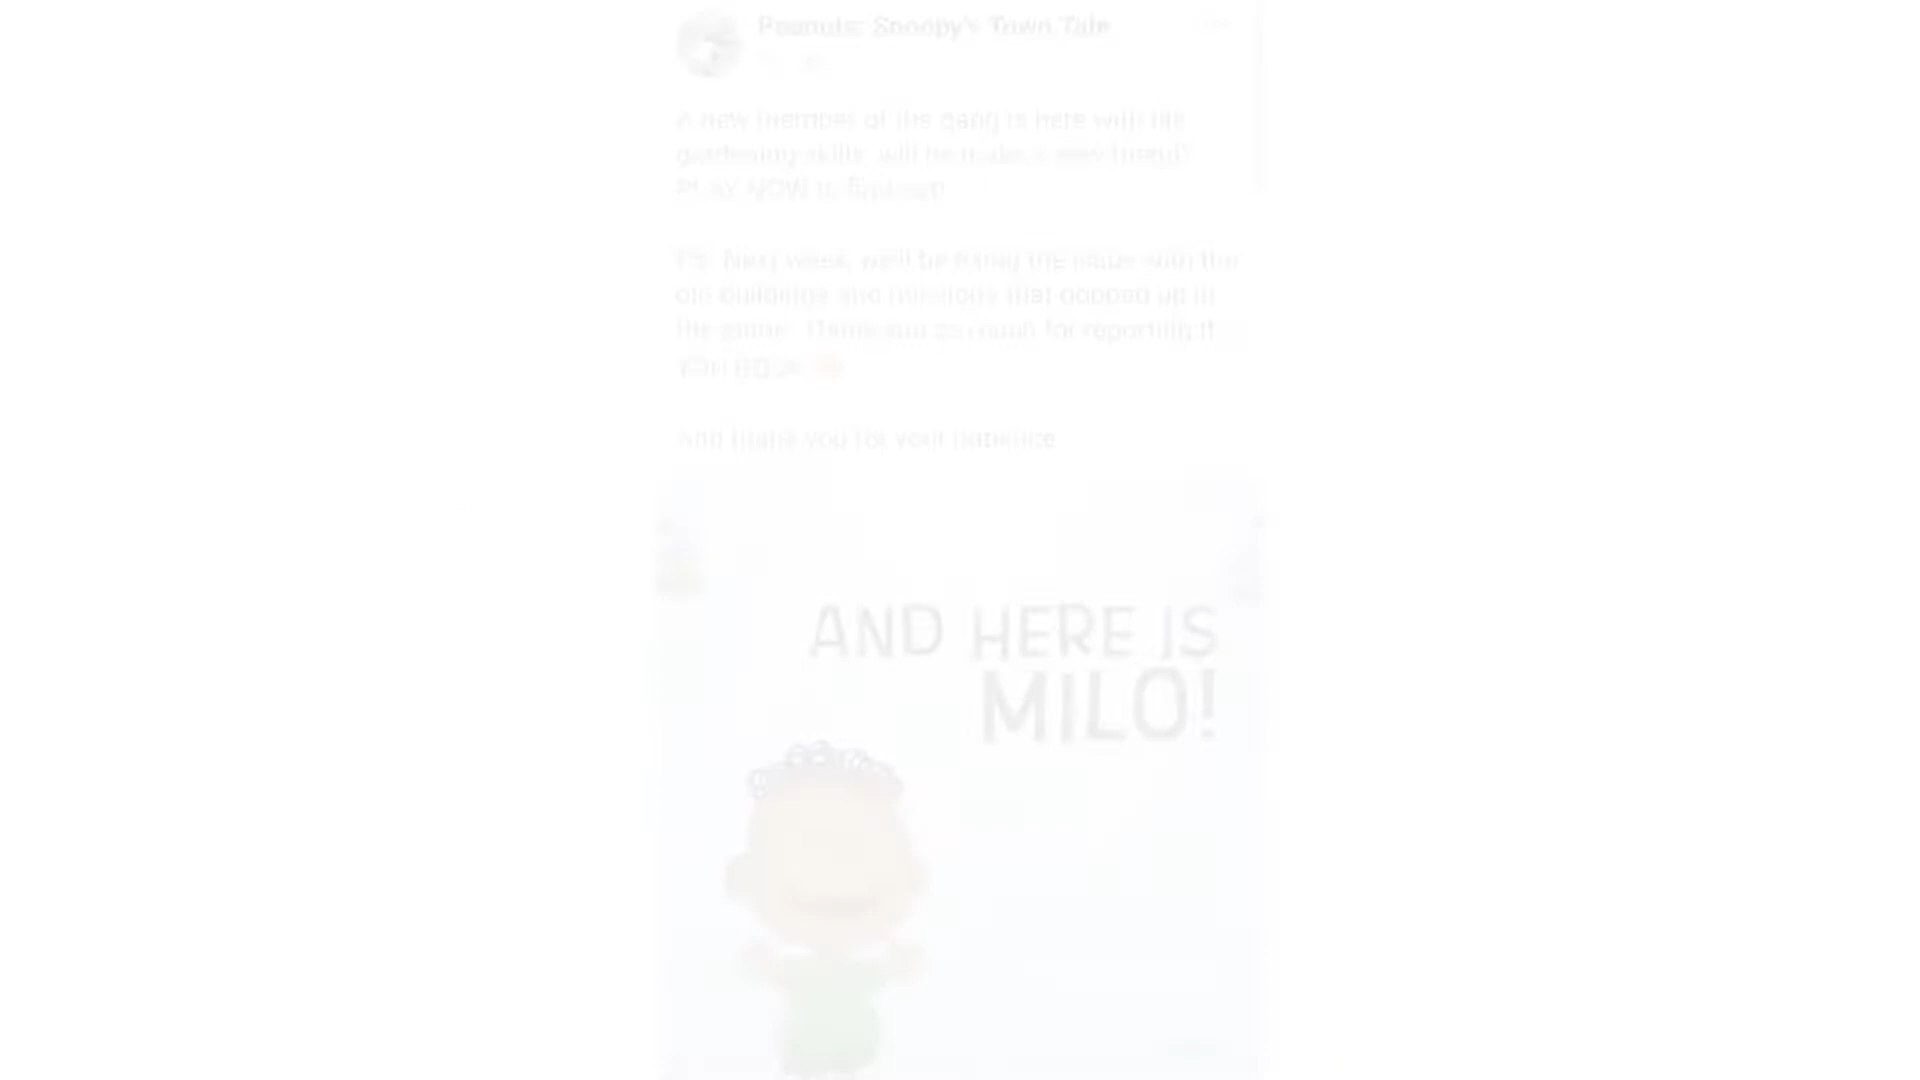 Peanuts: Snoopy's Town Tale
A new member of the gang is here with his
gardening skills, will he make a new friend?
PLAY NOW to find out!
PS: Next week, we'll be fixing the issue with the
old buildings and missions that popped up in
the game. Thank you so much for reporting it
And thank you for your patience
AND HERE IS
MILO!